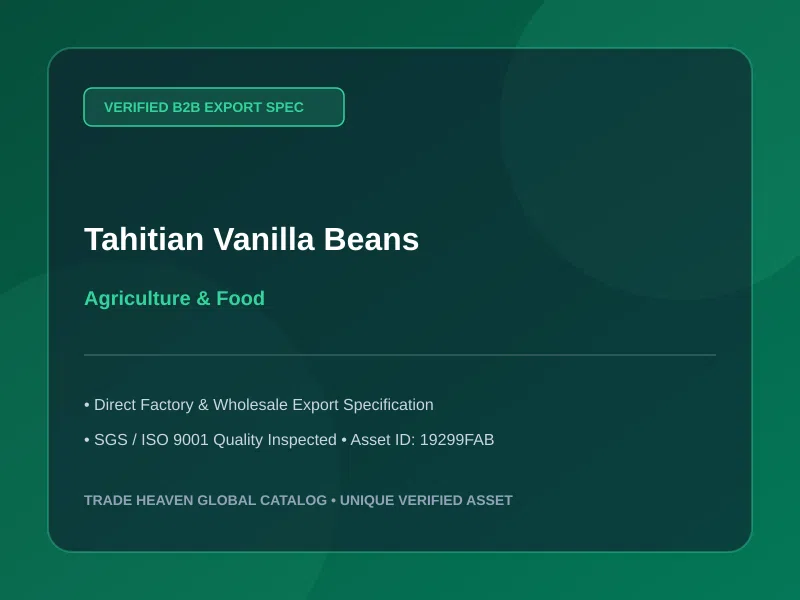 VERIFIED B2B EXPORT SPEC
Tahitian Vanilla Beans
Agriculture & Food
• Direct Factory & Wholesale Export Specification
• SGS / ISO 9001 Quality Inspected • Asset ID: 19299FAB
TRADE HEAVEN GLOBAL CATALOG • UNIQUE VERIFIED ASSET